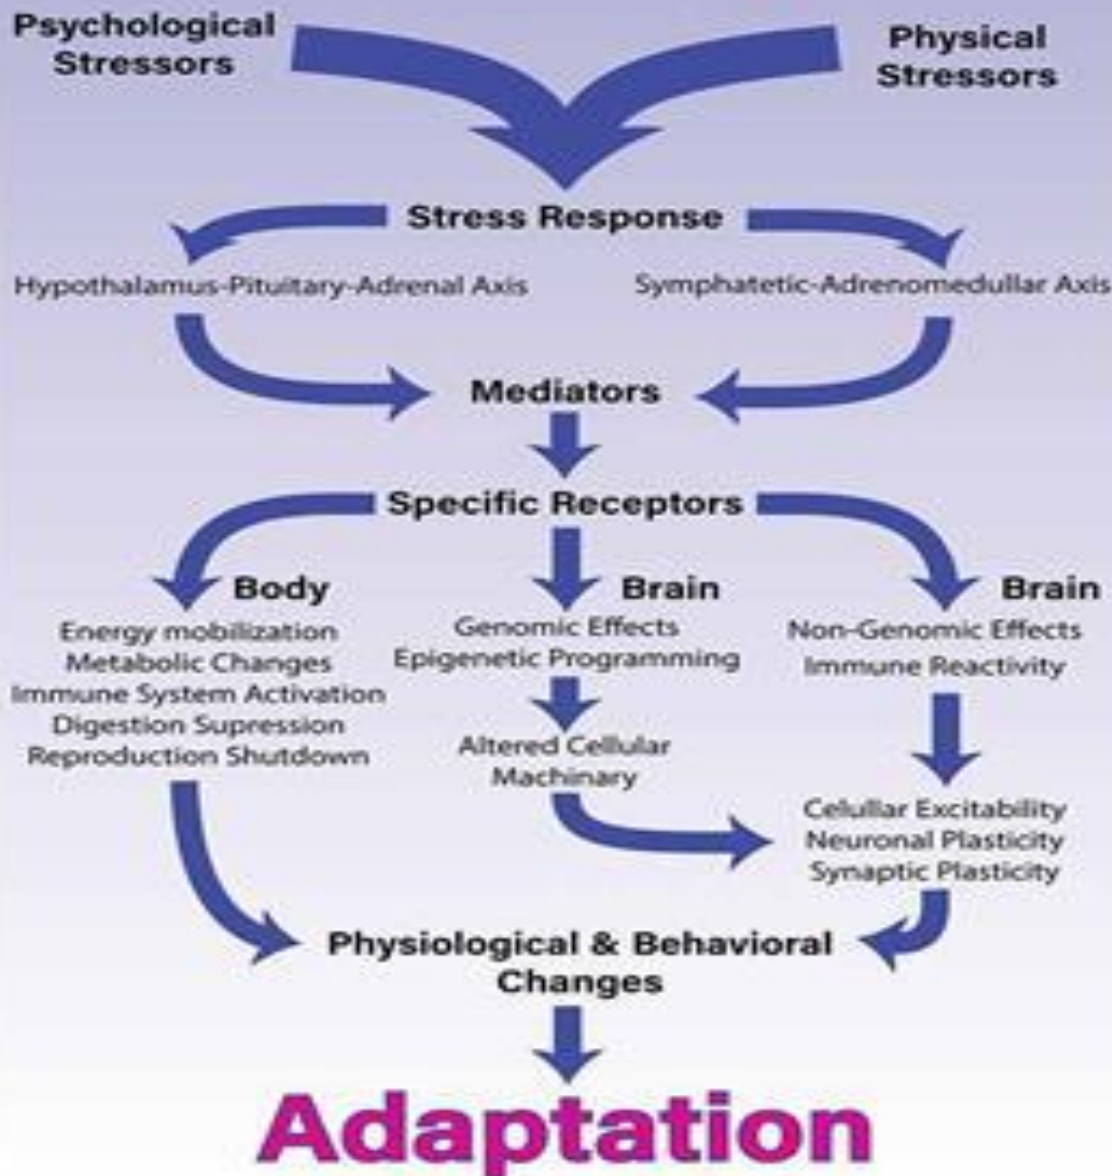 Psychological
Stressors
Physical
Stressors
Stress Response
Hypothalamus-Pituitary-Adrenal Axis
Symphatetic-Adrenomedullar Axis
Mediators
Specific Receptors
Body
Energy mobilization
Metabolic Changes
Immune System Activation
Digestion Supression
Reproduction Shutdown
Brain
Genomic Effects
Epigenetic Programming
Altered Cellular
Machinary
Brain
Non-Genomic Effects
Immune Reactivity
Celullar Excitability
Neuronal Plasticity
Synaptic Plasticity
Physiological & Behavioral
Changes
Adaptation